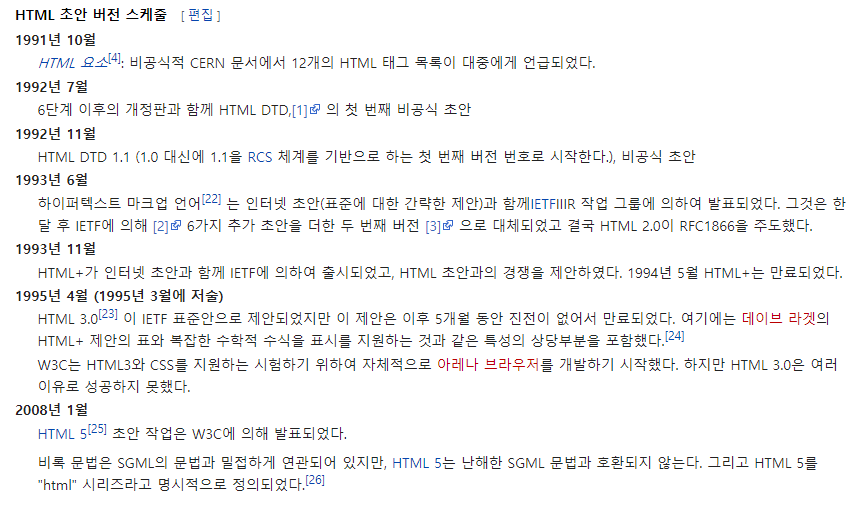 HTML 초안 버전 스케줄 [ 편집 ]
1991년 10월
HTML 요소[4]: 비공식적 CERN 문서에서 12개의 HTML 태그 목록이 대중에게 언급되었다.
1992년 7월
6단계 이후의 개정판과 함께 HTML DTD,[1] 의 첫 번째 비공식 초안
1992년 11월
HTML DTD 1.1 (1.0 대신에 1.1을 RCS 체계를 기반으로 하는 첫 번째 버전 번호로 시작한다.), 비공식 초안
1993년 6월
하이퍼텍스트 마크업 언어[22] 는 인터넷 초안(표준에 대한 간략한 제안)과 함께IETFIIIR 작업 그룹에 의하여 발표되었다. 그것은 한
달 후 IETF에 의해 [2] 6가지 추가 초안을 더한 두 번째 버전 [3] 으로 대체되었고 결국 HTML 2.0이 RFC1866을 주도했다.
1993년 11월
HTML+가 인터넷 초안과 함께 IETF에 의하여 출시되었고, HTML 초안과의 경쟁을 제안하였다. 1994년 5월 HTML+는 만료되었다.
1995년 4월 (1995년 3월에 저술)
HTML 3.0[23] 이 IETF 표준안으로 제안되었지만 이 제안은 이후 5개월 동안 진전이 없어서 만료되었다. 여기에는 데이브 라겟의
HTML+ 제안의 표와 복잡한 수학적 수식을 표시를 지원하는 것과 같은 특성의 상당부분을 포함했다.[24]
W3C는 HTML3와 CSS를 지원하는 시험하기 위하여 자체적으로 아레나 브라우저를 개발하기 시작했다. 하지만 HTML 3.0은 여러
이유로 성공하지 못했다.
2008년 1월
HTML 5[25] 초안 작업은 W3C에 의해 발표되었다.
비록 문법은 SGML의 문법과 밀접하게 연관되어 있지만, HTML 5는 난해한 SGML 문법과 호환되지 않는다. 그리고 HTML 5를
"html" 시리즈라고 명시적으로 정의되었다.[26]